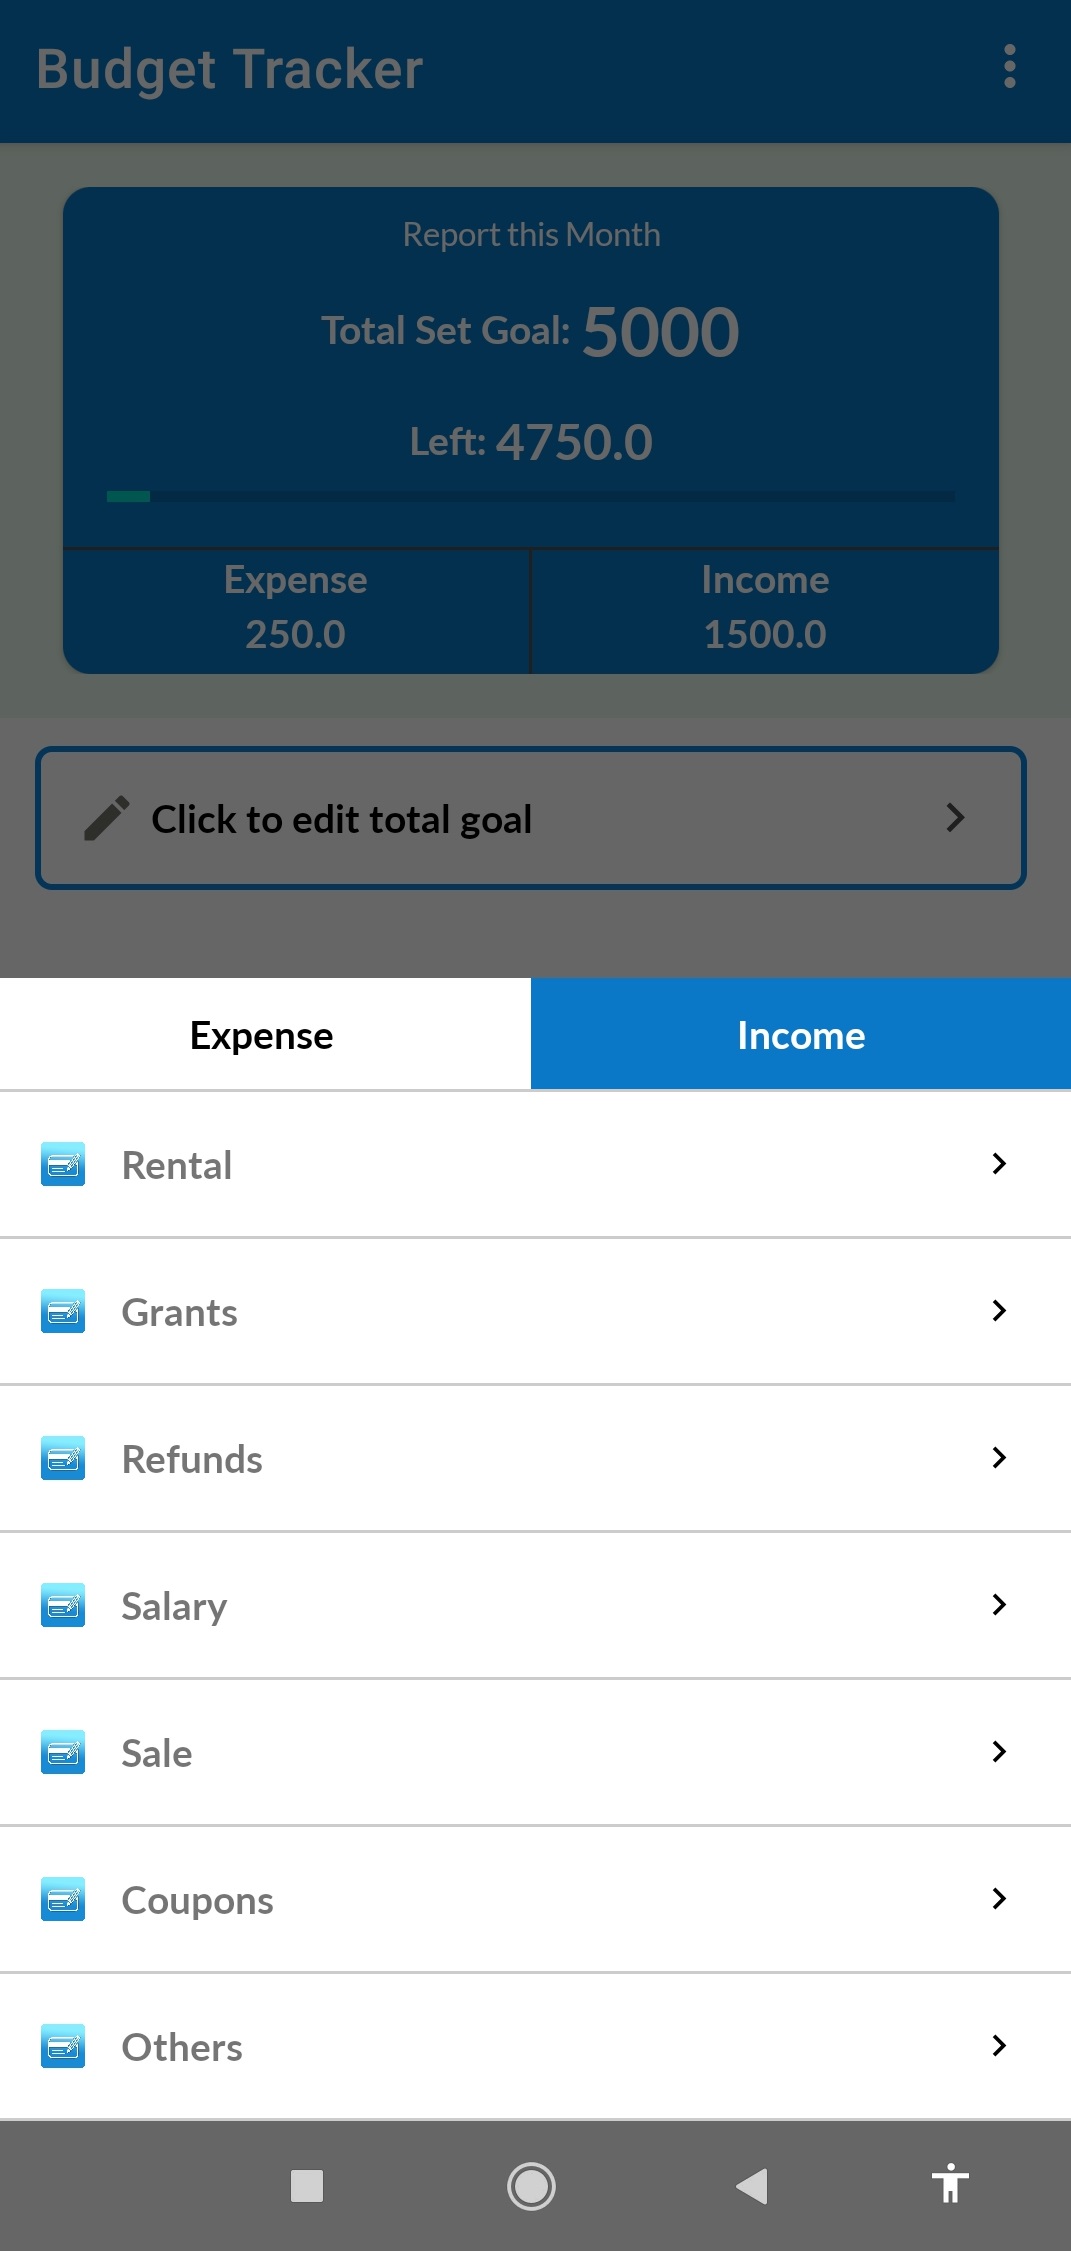 Budget Tracker
Report this Month
Total Set Goal: 5000
Left: 4750.0
Expense Income
250.0 1500.0
Click to edit total goal
Expense Income
Rental
Grants
Refunds
Salary
Sale
Coupons
Others